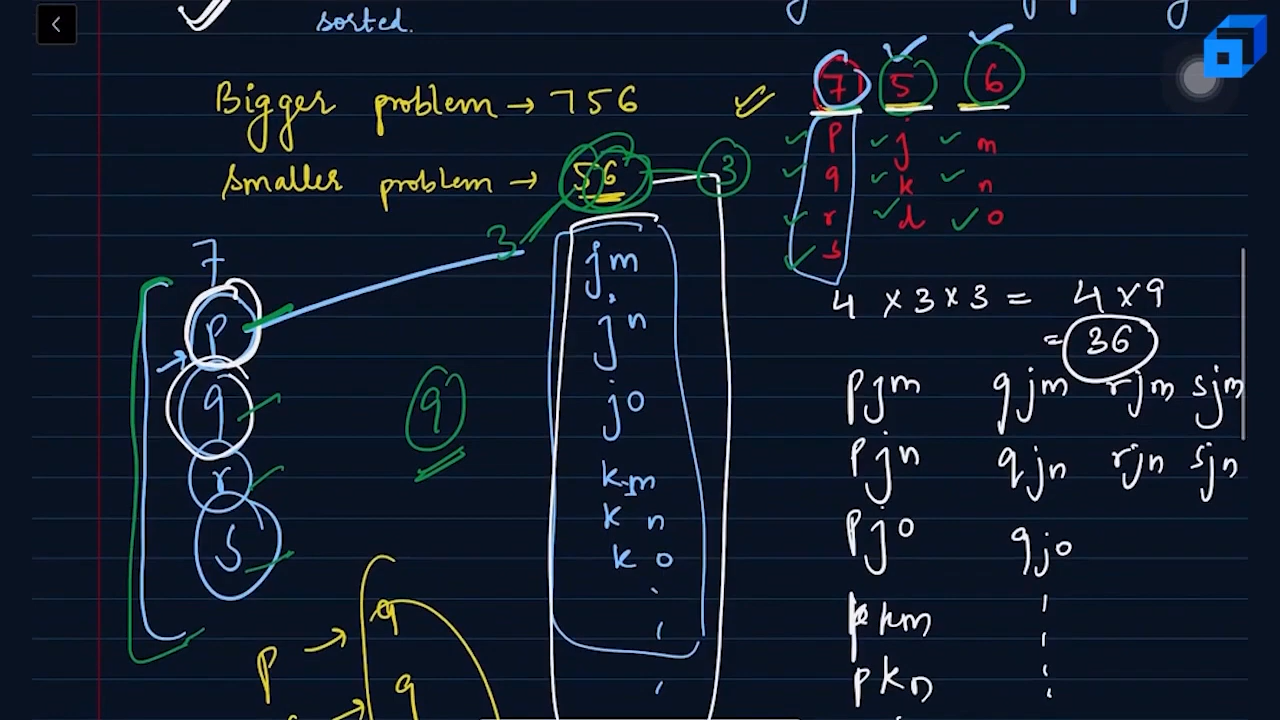 sorted.
Bigger problem → 756
7 5 6
smaller problem → 56
3
3
p j m
q k n
r l o
s
4 × 3 × 3 = 4 × 9
= 36
7
p
q
r
s
9
jm
jn
jo
km
kn
ko
pjm qjm rjm sjm
pjn qjn rjn sjn
pjo qjo
pkm
pkn
p → 9
9